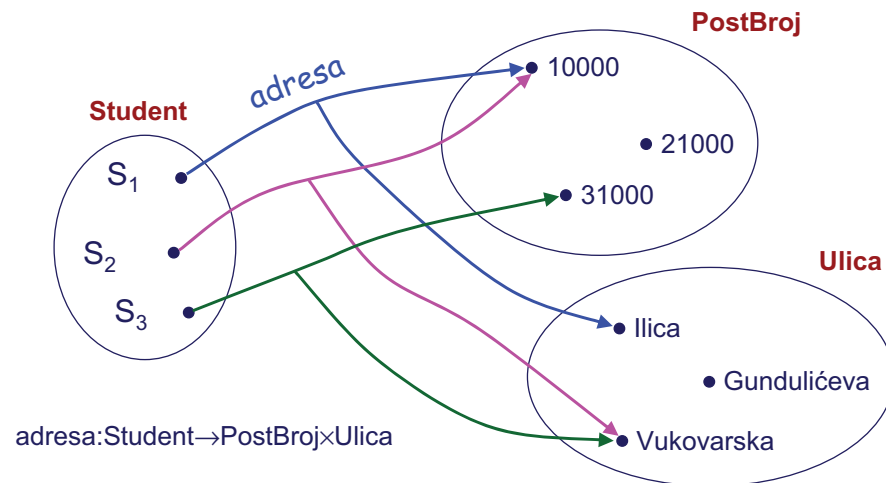 PostBroj
adresa
10000
Student
21000
S₁
31000
S₂
Ulica
S₃
Ilica
Gundulićeva
adresa:Student→PostBroj×Ulica
Vukovarska